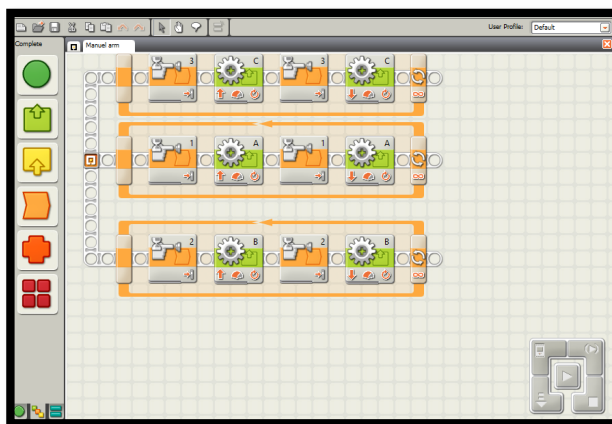 User Profile: Default
Complete
Manuel arm
3 C 3 C
1 A 1 A
2 B 2 B